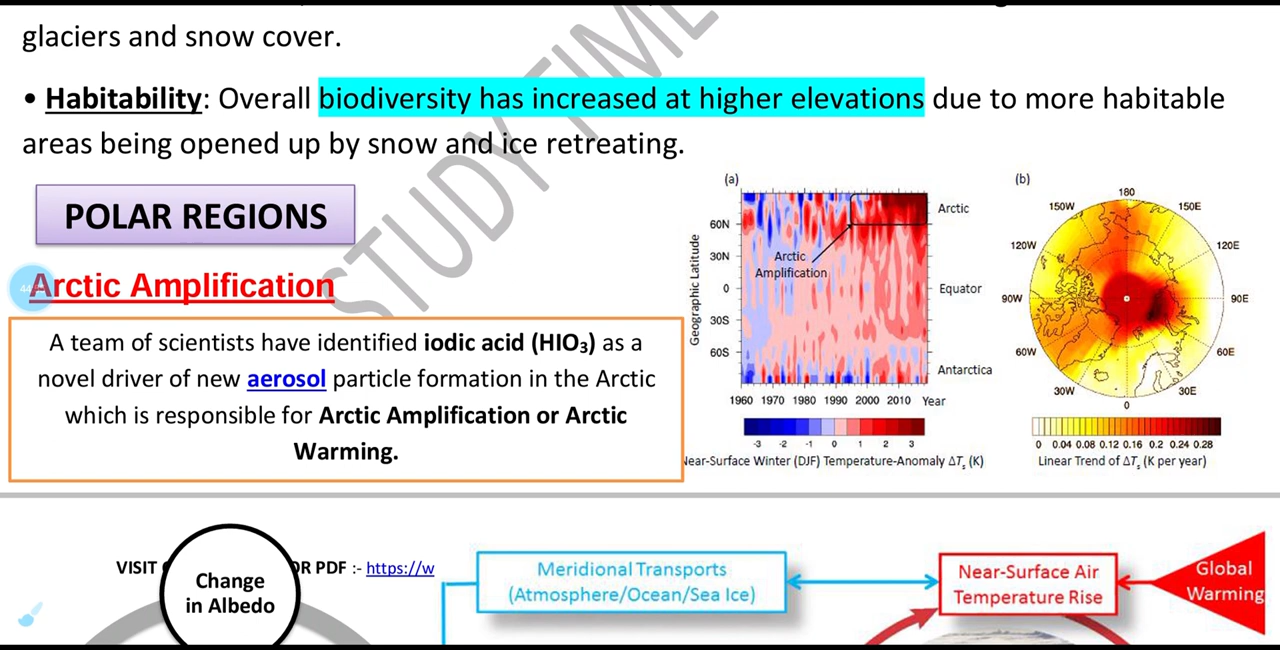 glaciers and snow cover.
• Habitability: Overall biodiversity has increased at higher elevations due to more habitable
areas being opened up by snow and ice retreating.
STUDY TIME
POLAR REGIONS
Arctic Amplification
A team of scientists have identified iodic acid (HIO₃) as a
novel driver of new aerosol particle formation in the Arctic
which is responsible for Arctic Amplification or Arctic
Warming.
(a)
Geographic Latitude
60N
30N
0
30S
60S
Arctic
Equator
Antarctica
Arctic
Amplification
1960 1970 1980 1990 2000 2010 Year
-3 -2 -1 0 1 2 3
Near-Surface Winter (DJF) Temperature-Anomaly ΔTs (K)
(b)
180
150W 150E
120W 120E
90W 90E
60W 60E
30W 30E
0
0 0.04 0.08 0.12 0.16 0.2 0.24 0.28
Linear Trend of ΔTs (K per year)
VISIT
OR PDF :- https://w
Change
in Albedo
Meridional Transports
(Atmosphere/Ocean/Sea Ice)
Near-Surface Air
Temperature Rise
Global
Warming